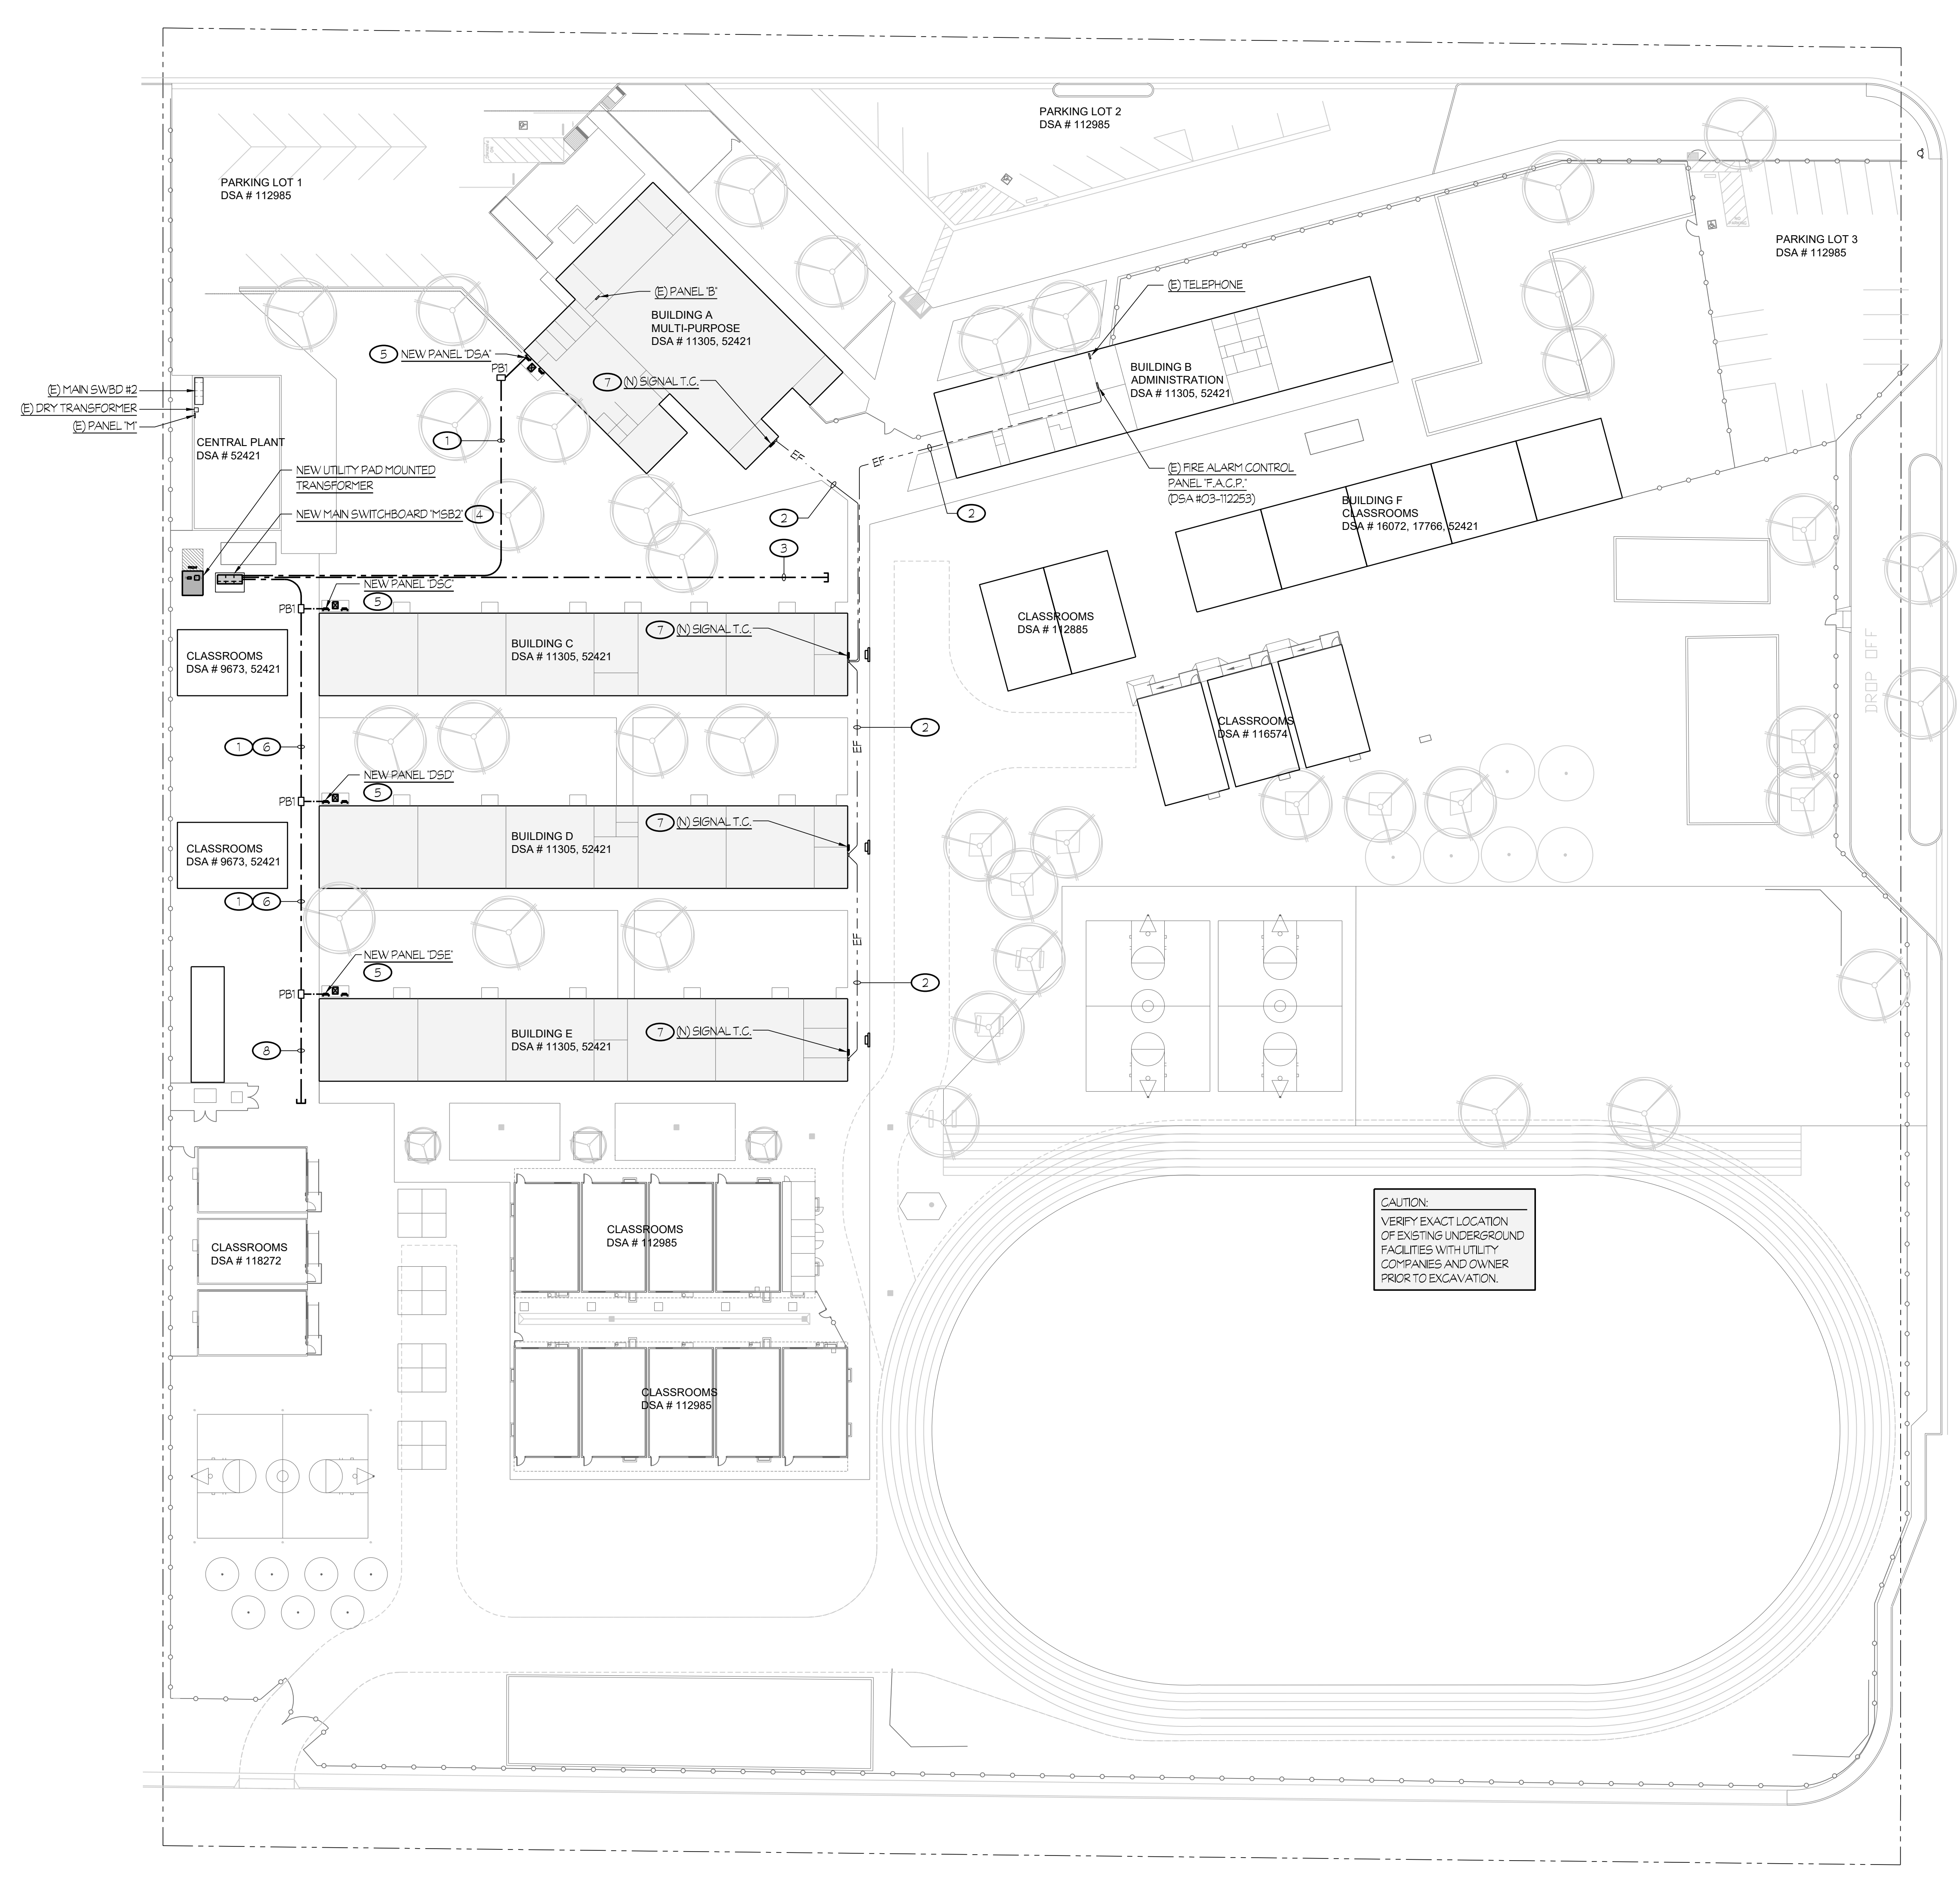 PARKING LOT 2
DSA # 112985
PARKING LOT 1
DSA # 112985
PARKING LOT 3
DSA # 112985
(E) PANEL "B"
BUILDING A
MULTI-PURPOSE
DSA # 11305, 52421
(E) TELEPHONE
5
NEW PANEL "DSA"
PB1
7
(N) SIGNAL T.C.
BUILDING B
ADMINISTRATION
DSA # 11305, 52421
(E) MAIN SWBD #2
(E) DRY TRANSFORMER
(E) PANEL "M"
CENTRAL PLANT
DSA # 52421
1
EF
EF
2
NEW UTILITY PAD MOUNTED
TRANSFORMER
(E) FIRE ALARM CONTROL
PANEL "F.A.C.P."
(DSA #03-112253)
NEW MAIN SWITCHBOARD "MSB2"
4
2
BUILDING F
CLASSROOMS
DSA # 16072, 17766, 52421
3
NEW PANEL "DSC"
5
PB1
CLASSROOMS
DSA # 112885
CLASSROOMS
DSA # 9673, 52421
BUILDING C
DSA # 11305, 52421
7
(N) SIGNAL T.C.
DROP OFF
CLASSROOMS
DSA # 116574
1
6
2
EF
NEW PANEL "DSD"
5
PB1
CLASSROOMS
DSA # 9673, 52421
BUILDING D
DSA # 11305, 52421
7
(N) SIGNAL T.C.
1
6
EF
NEW PANEL "DSE"
5
2
PB1
BUILDING E
DSA # 11305, 52421
7
(N) SIGNAL T.C.
8
CAUTION:
VERIFY EXACT LOCATION
OF EXISTING UNDERGROUND
FACILITIES WITH UTILITY
COMPANIES AND OWNER
PRIOR TO EXCAVATION.
CLASSROOMS
DSA # 112985
CLASSROOMS
DSA # 118272
CLASSROOMS
DSA # 112985